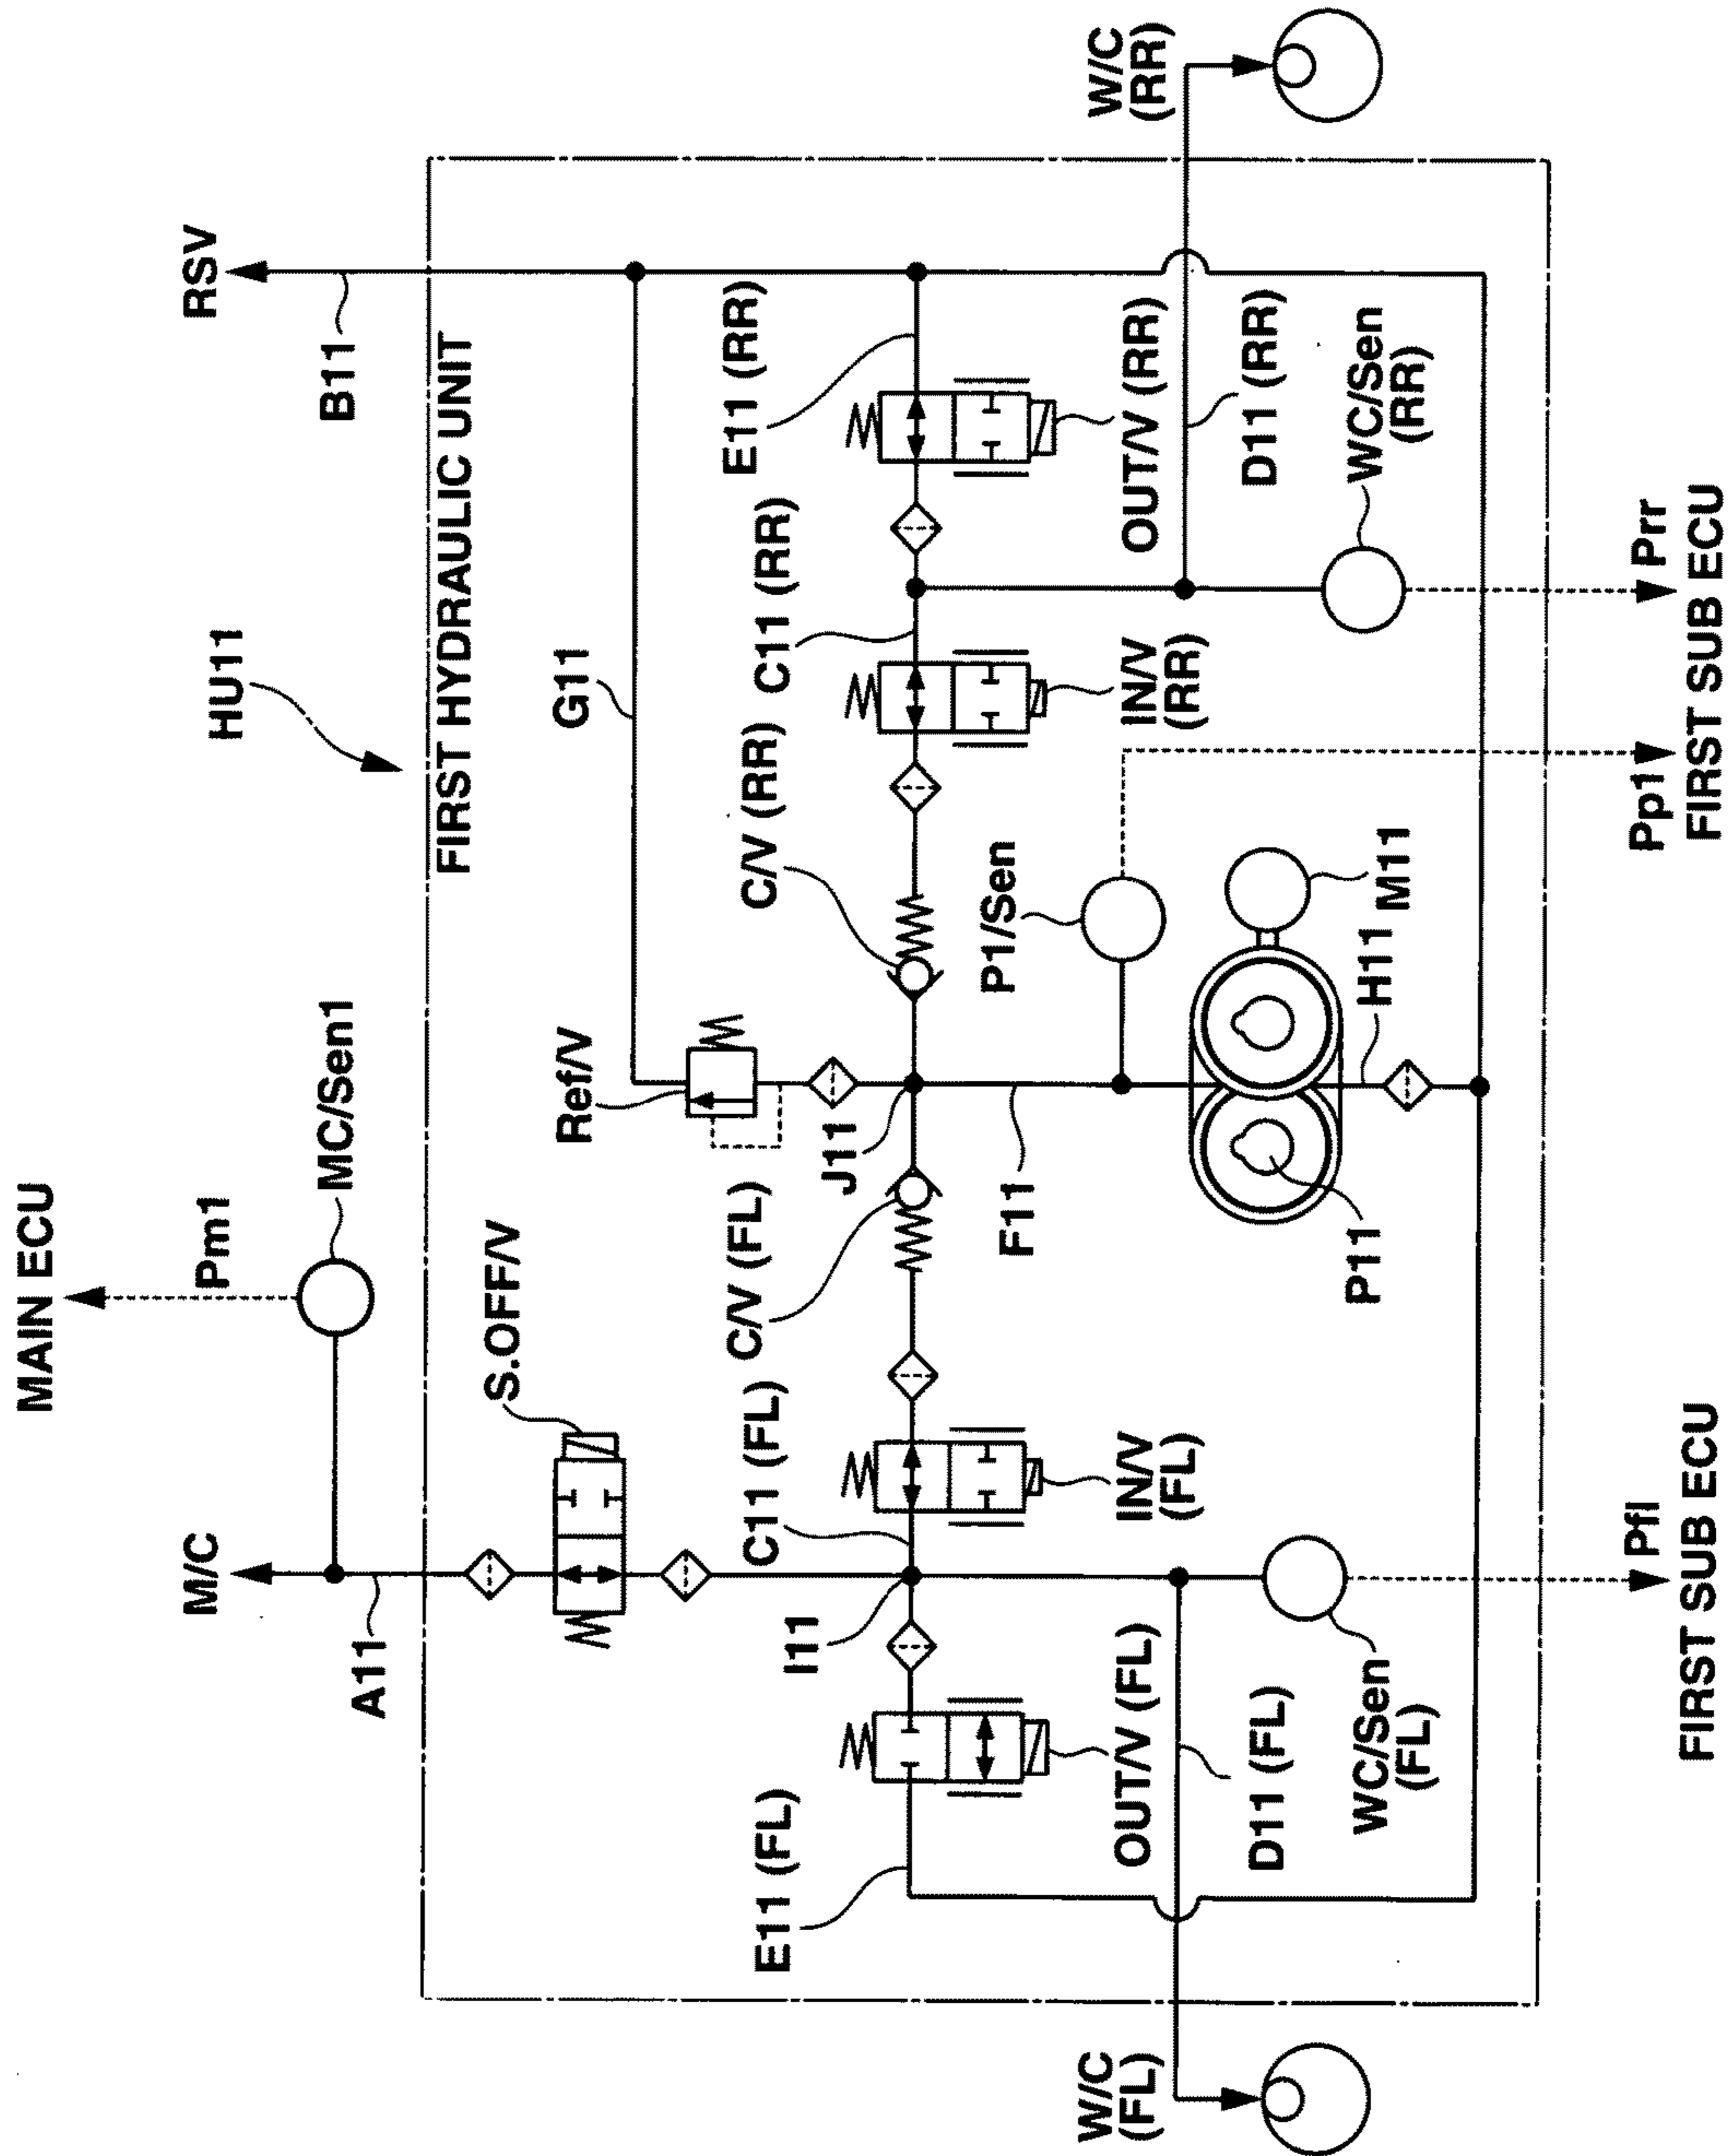 MAIN ECU
Pm1
MC/Sen1
M/C
A11
S.OFF/V
HU11
RSV
B11
FIRST HYDRAULIC UNIT
G11
Ref/V
J11
I11
E11 (FL)
C11 (FL)
C/V (FL)
C/V (RR)
C11 (RR)
E11 (RR)
F11
P1/Sen
W/C
(FL)
OUT/V (FL)
IN/V
(FL)
IN/V
(RR)
OUT/V (RR)
W/C
(RR)
D11 (FL)
WC/Sen
(FL)
P11
H11
M11
D11 (RR)
WC/Sen
(RR)
Pfl
FIRST SUB ECU
Pp1
Prr
FIRST SUB ECU